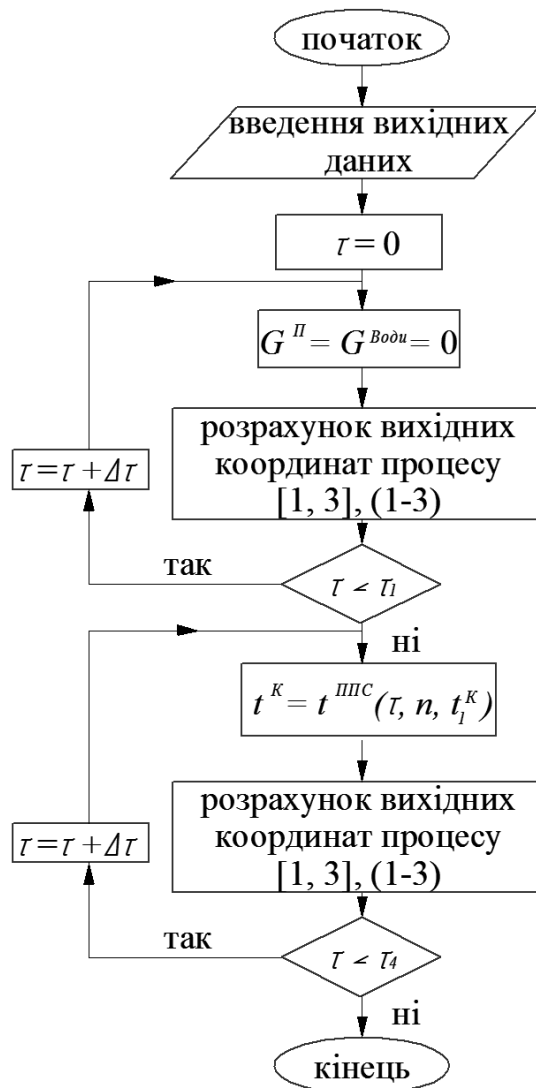 початок
введення вихідних
даних
τ = 0
G ᴨ = G Води = 0
розрахунок вихідних
координат процесу
[1, 3], (1-3)
τ = τ + Δτ
так
τ < τ₁
ні
t ᴷ = t ППС (τ, n, t₁ᴷ)
розрахунок вихідних
координат процесу
[1, 3], (1-3)
τ = τ + Δτ
так
τ < τ₄
ні
кінець